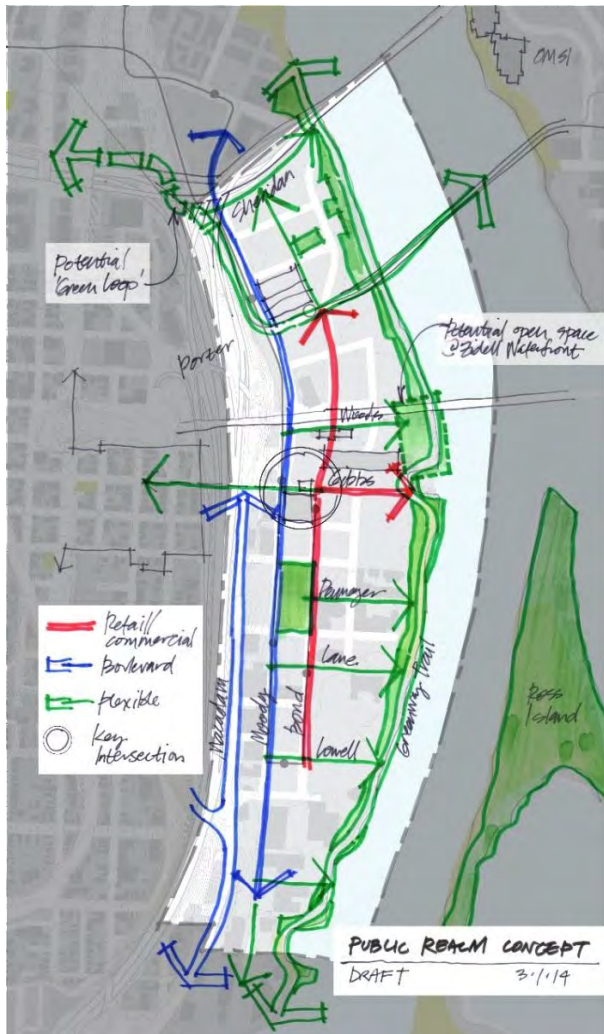 OMSI
Sheridan
Potential
'Green Loop'
Porter
Potential open space
@ Zidell Waterfront
Woods
Gibbs
Pennoyer
Lane
Lowell
Macadam
Moody
Bond
Greenway Trail
Ross
Island
Retail/
commercial
Boulevard
Flexible
Key
Intersection
PUBLIC REALM CONCEPT
DRAFT 3.1.14